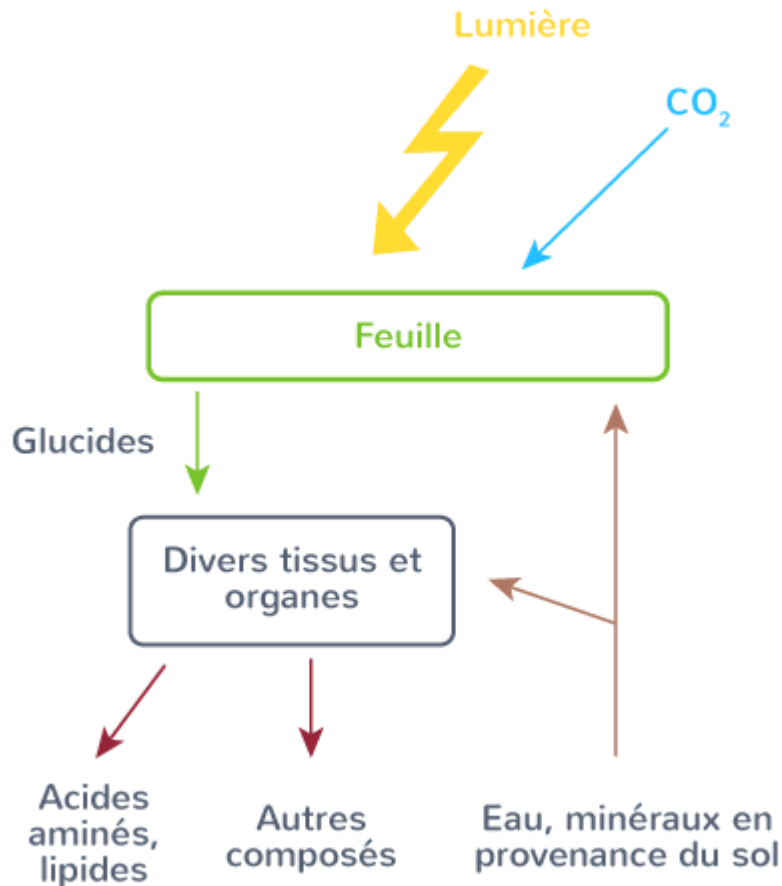 Lumière
CO₂
Feuille
Glucides
Divers tissus et
organes
Acides
aminés,
lipides
Autres
composés
Eau, minéraux en
provenance du sol